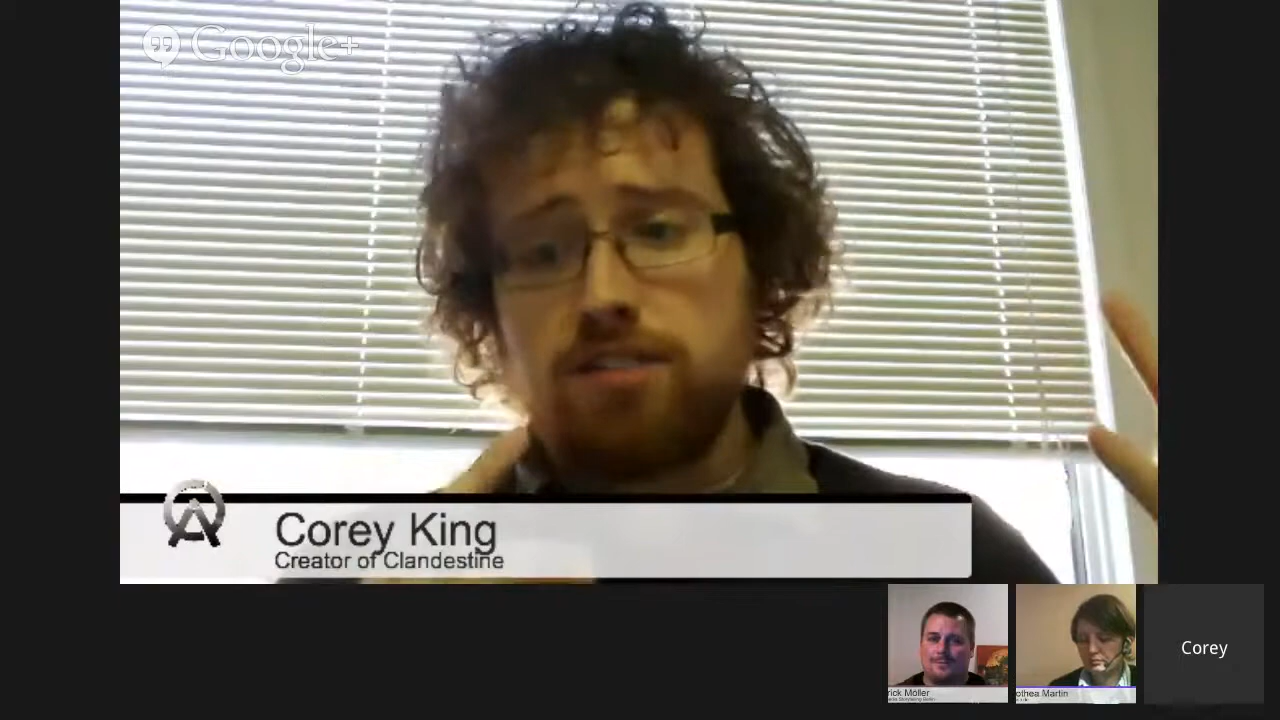 Google+
Corey King
Creator of Clandestine
rick Möller
othea Martin
Corey